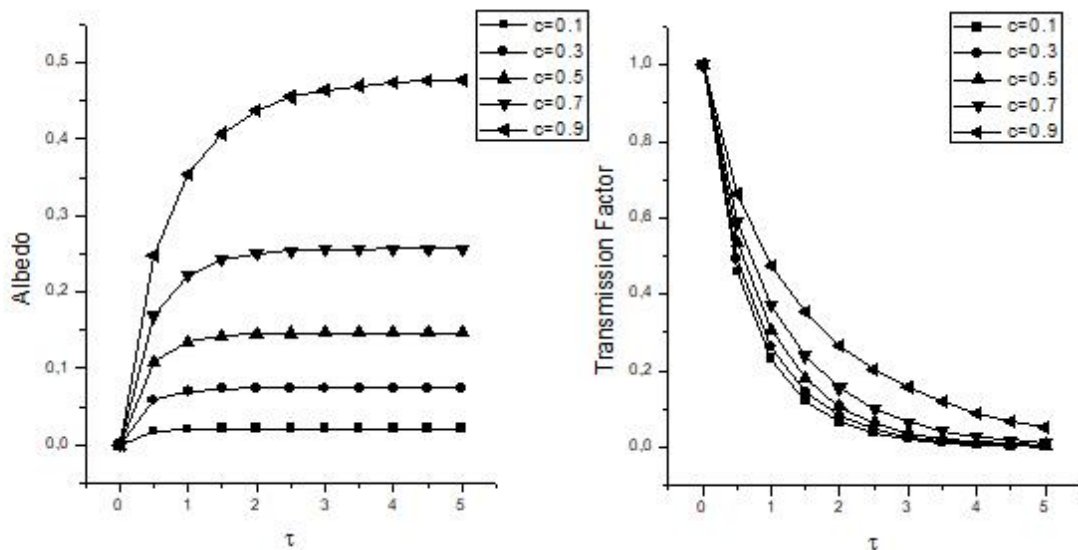 Albedo
0,5
0,4
0,3
0,2
0,1
0,0
0 1 2 3 4 5
τ
c=0.1
c=0.3
c=0.5
c=0.7
c=0.9
Transmission Factor
1,0
0,8
0,6
0,4
0,2
0,0
0 1 2 3 4 5
τ
c=0.1
c=0.3
c=0.5
c=0.7
c=0.9